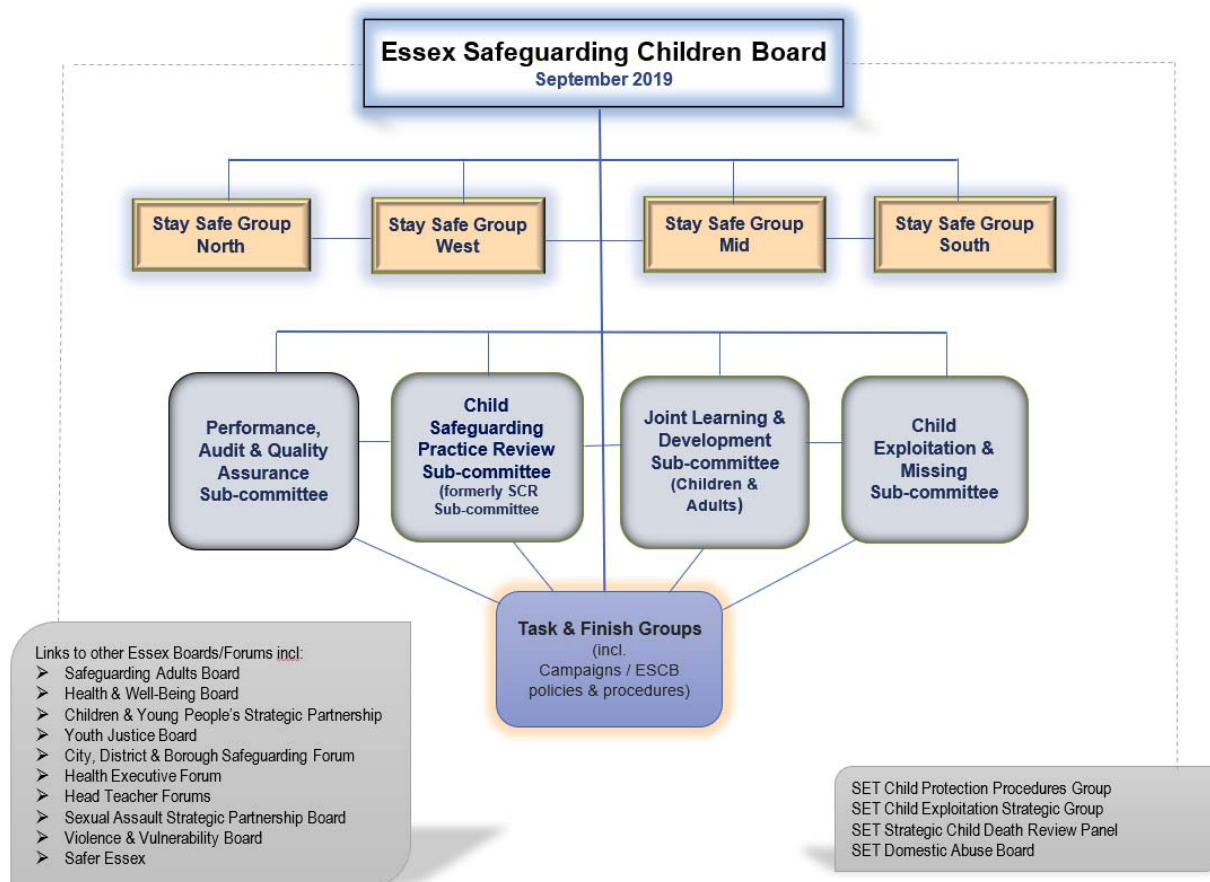 Essex Safeguarding Children Board
September 2019
Stay Safe Group
North
Stay Safe Group
West
Stay Safe Group
Mid
Stay Safe Group
South
Performance,
Audit & Quality
Assurance
Sub-committee
Child
Safeguarding
Practice Review
Sub-committee
(formerly SCR
Sub-committee
Joint Learning &
Development
Sub-committee
(Children &
Adults)
Child
Exploitation &
Missing
Sub-committee
Task & Finish Groups
(incl.
Campaigns / ESCB
policies & procedures)
Links to other Essex Boards/Forums incl:
➢ Safeguarding Adults Board
➢ Health & Well-Being Board
➢ Children & Young People's Strategic Partnership
➢ Youth Justice Board
➢ City, District & Borough Safeguarding Forum
➢ Health Executive Forum
➢ Head Teacher Forums
➢ Sexual Assault Strategic Partnership Board
➢ Violence & Vulnerability Board
➢ Safer Essex
SET Child Protection Procedures Group
SET Child Exploitation Strategic Group
SET Strategic Child Death Review Panel
SET Domestic Abuse Board